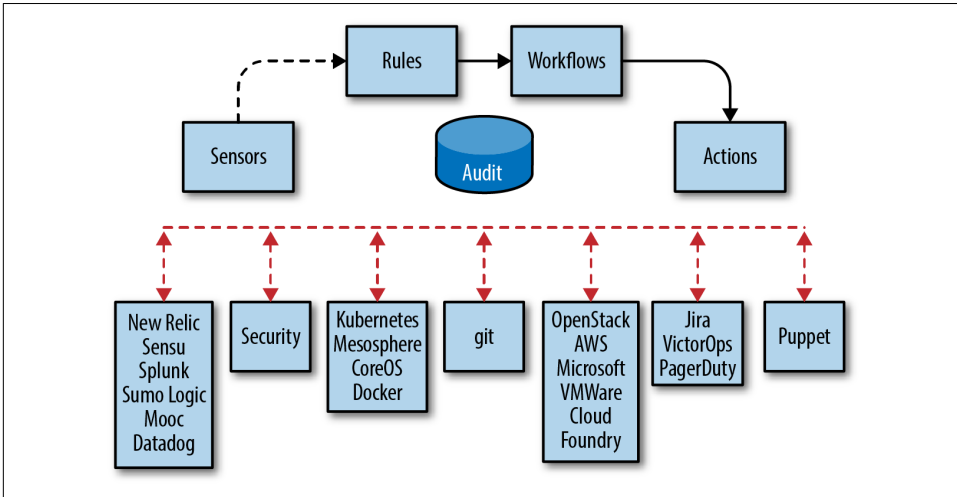 Rules
Workflows
Sensors
Audit
Actions
New Relic
Sensu
Splunk
Sumo Logic
Mooc
Datadog
Security
Kubernetes
Mesosphere
CoreOS
Docker
git
OpenStack
AWS
Microsoft
VMWare
Cloud
Foundry
Jira
VictorOps
PagerDuty
Puppet